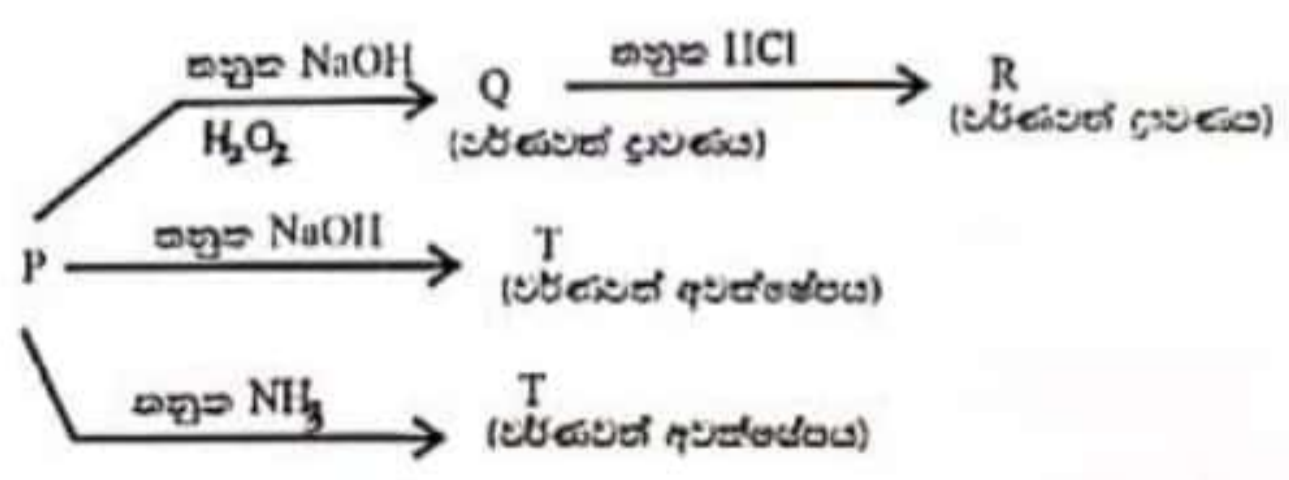 තනුක NaOH
H₂O₂
Q
(වර්ණවත් ද්‍රාවණය)
තනුක HCl
R
(වර්ණවත් ද්‍රාවණය)
P
තනුක NaOH
T
(වර්ණවත් අවක්ෂේපය)
තනුක NH₃
T
(වර්ණවත් අවක්ෂේපය)